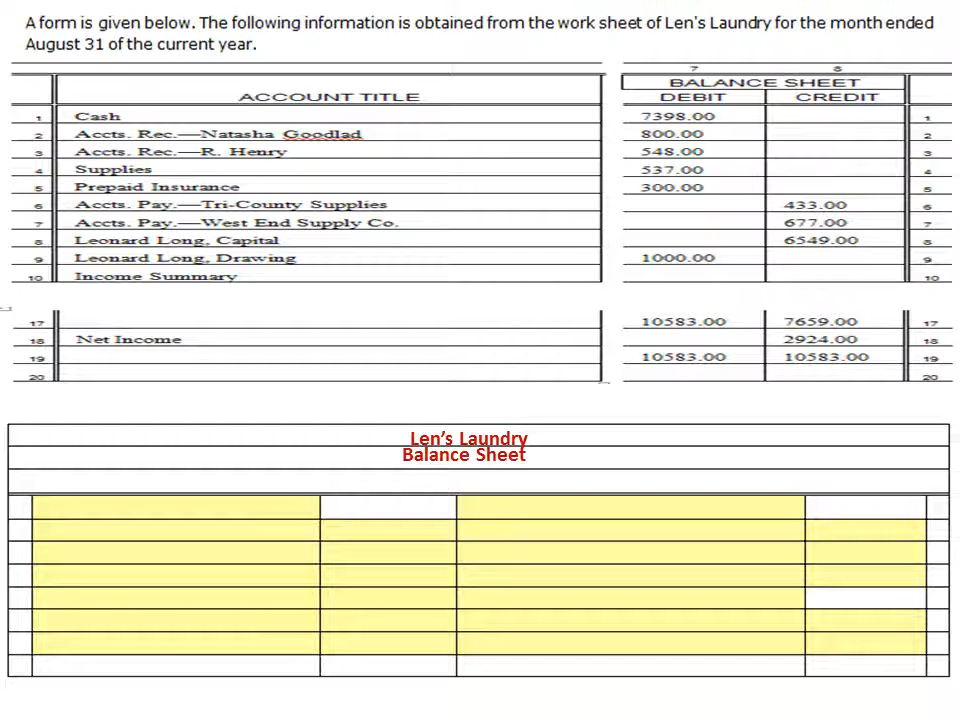 A form is given below. The following information is obtained from the work sheet of Len's Laundry for the month ended
August 31 of the current year.
7 8
BALANCE SHEET
ACCOUNT TITLE DEBIT CREDIT
1 Cash 7398.00 1
2 Accts. Rec.—Natasha Goodlad 800.00 2
3 Accts. Rec.—R. Henry 548.00 3
4 Supplies 537.00 4
5 Prepaid Insurance 300.00 5
6 Accts. Pay.—Tri-County Supplies 433.00 6
7 Accts. Pay.—West End Supply Co. 677.00 7
8 Leonard Long, Capital 6549.00 8
9 Leonard Long, Drawing 1000.00 9
10 Income Summary 10
17 10583.00 7659.00 17
18 Net Income 2924.00 18
19 10583.00 10583.00 19
20 20
Len’s Laundry
Balance Sheet